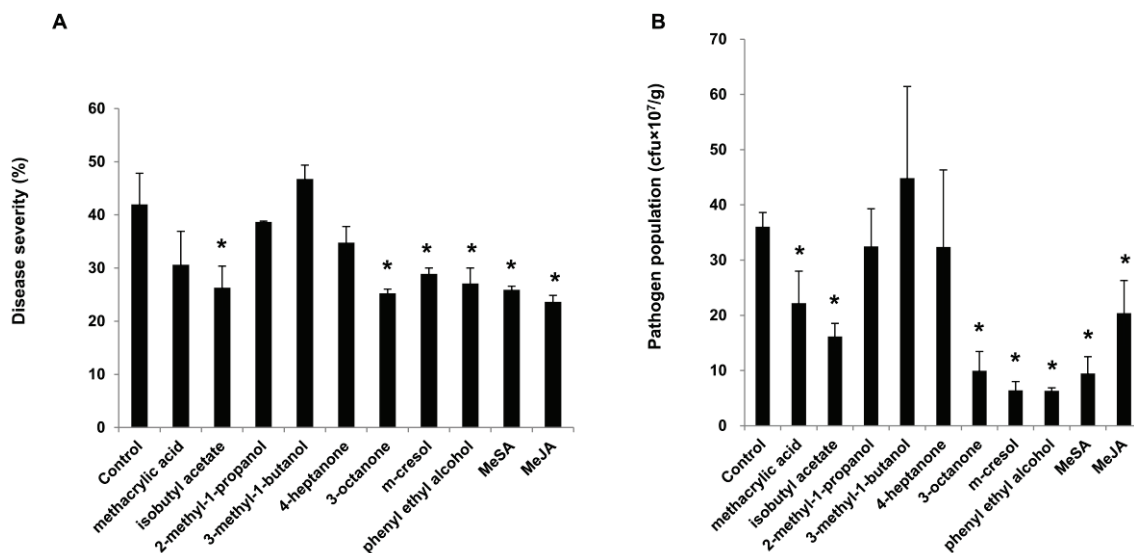 A
Disease severity (%)
60
50
40
30
20
10
0
*
*
*
*
*
*
Control
methacrylic acid
isobutyl acetate
2-methyl-1-propanol
3-methyl-1-butanol
4-heptanone
3-octanone
m-cresol
phenyl ethyl alcohol
MeSA
MeJA
B
Pathogen population (cfu×10⁷/g)
70
60
50
40
30
20
10
0
*
*
*
*
*
*
*
Control
methacrylic acid
isobutyl acetate
2-methyl-1-propanol
3-methyl-1-butanol
4-heptanone
3-octanone
m-cresol
phenyl ethyl alcohol
MeSA
MeJA